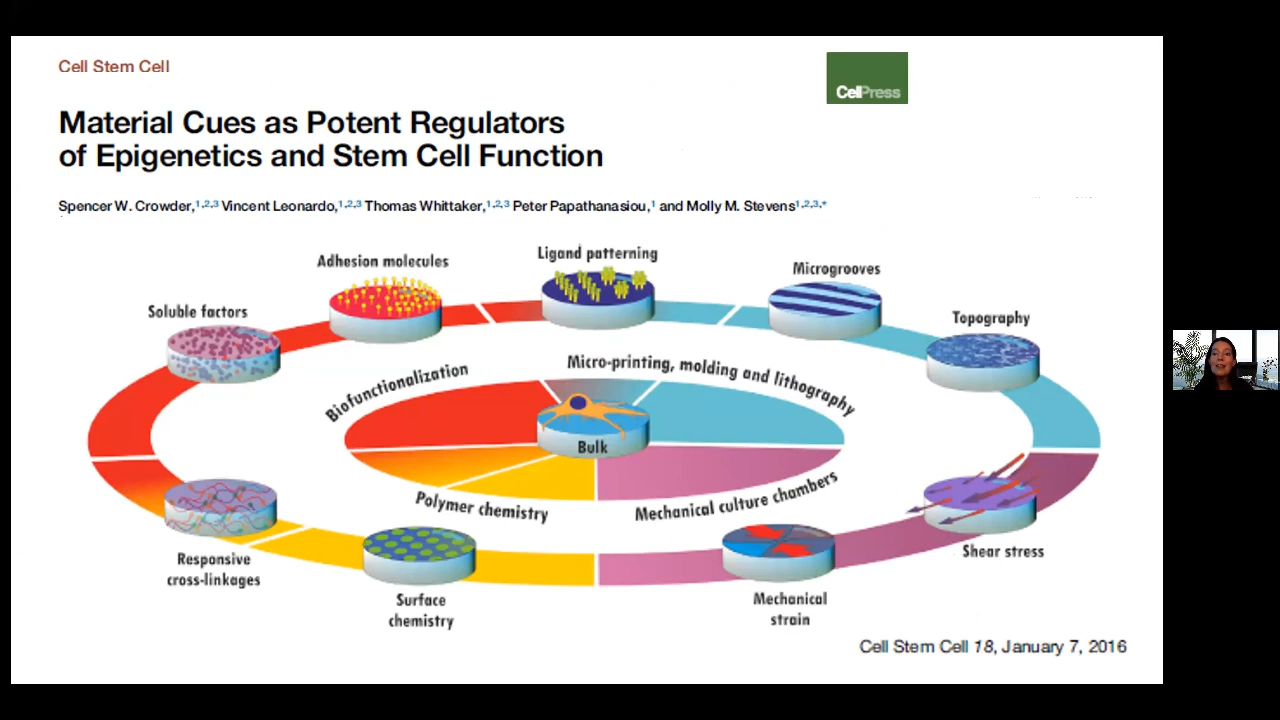 Cell Stem Cell
CellPress
Material Cues as Potent Regulators
of Epigenetics and Stem Cell Function
Spencer W. Crowder,1,2,3 Vincent Leonardo,1,2,3 Thomas Whittaker,1,2,3 Peter Papathanasiou,1 and Molly M. Stevens1,2,3,*
Ligand patterning
Adhesion molecules
Microgrooves
Soluble factors
Topography
Biofunctionalization
Micro-printing, molding and lithography
Bulk
Polymer chemistry
Mechanical culture chambers
Responsive
cross-linkages
Shear stress
Surface
chemistry
Mechanical
strain
Cell Stem Cell 18, January 7, 2016